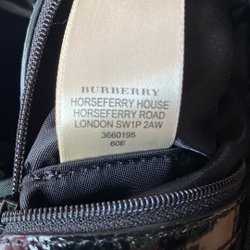 BURBERRY
HORSEFERRY HOUSE
HORSEFERRY ROAD
LONDON SW1P 2AW
3660195
60E